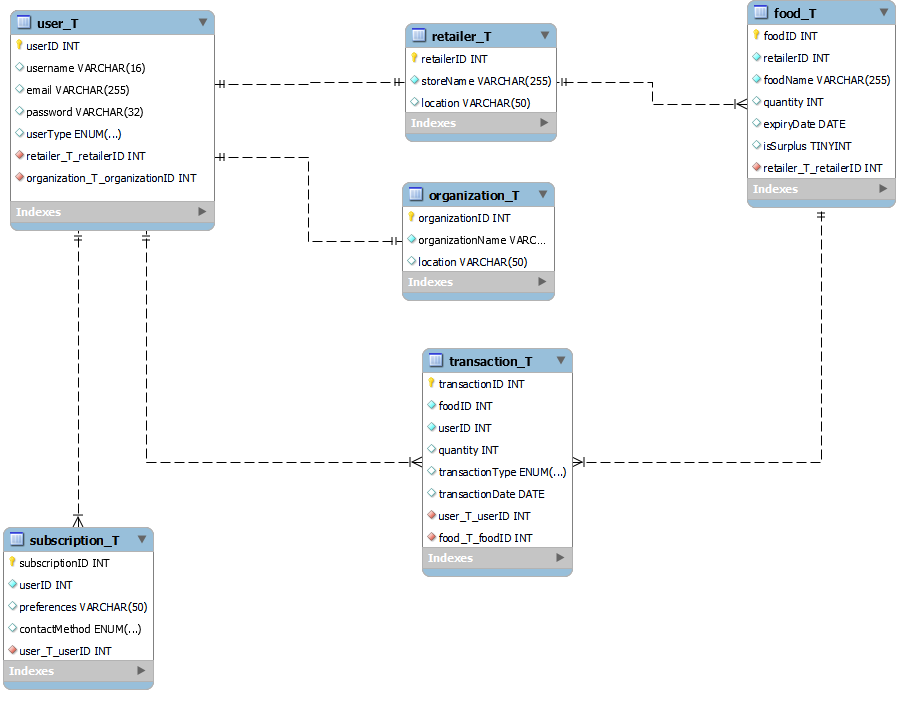 user_T
userID INT
username VARCHAR(16)
email VARCHAR(255)
password VARCHAR(32)
userType ENUM(...)
retailer_T_retailerID INT
organization_T_organizationID INT
Indexes
retailer_T
retailerID INT
storeName VARCHAR(255)
location VARCHAR(50)
Indexes
food_T
foodID INT
retailerID INT
foodName VARCHAR(255)
quantity INT
expiryDate DATE
isSurplus TINYINT
retailer_T_retailerID INT
Indexes
organization_T
organizationID INT
organizationName VARC...
location VARCHAR(50)
Indexes
transaction_T
transactionID INT
foodID INT
userID INT
quantity INT
transactionType ENUM(...)
transactionDate DATE
user_T_userID INT
food_T_foodID INT
Indexes
subscription_T
subscriptionID INT
userID INT
preferences VARCHAR(50)
contactMethod ENUM(...)
user_T_userID INT
Indexes